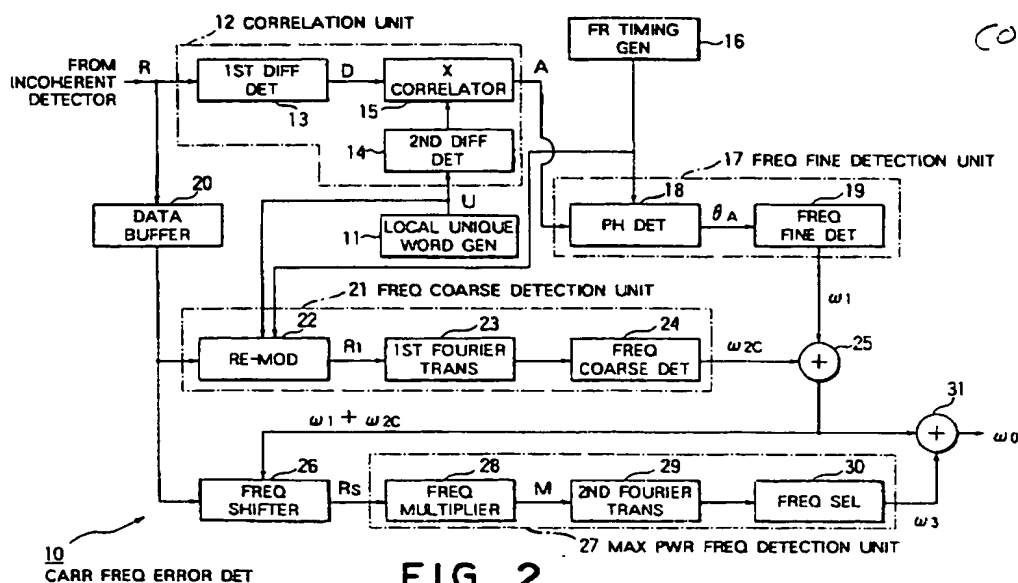 12 CORRELATION UNIT
FR TIMING GEN
16
FROM INCOHERENT DETECTOR
R
1ST DIFF DET
13
D
X CORRELATOR
15
A
2ND DIFF DET
14
17 FREQ FINE DETECTION UNIT
20
DATA BUFFER
U
LOCAL UNIQUE WORD GEN
11
18
PH DET
θA
19
FREQ FINE DET
ω1
21 FREQ COARSE DETECTION UNIT
22
RE-MOD
R1
23
1ST FOURIER TRANS
24
FREQ COARSE DET
ω2C
+
25
ω1 + ω2C
31
+
ω0
26
FREQ SHIFTER
RS
28
FREQ MULTIPLIER
M
29
2ND FOURIER TRANS
30
FREQ SEL
ω3
27 MAX PWR FREQ DETECTION UNIT
10
CARR FREQ ERROR DET
FIG. 2